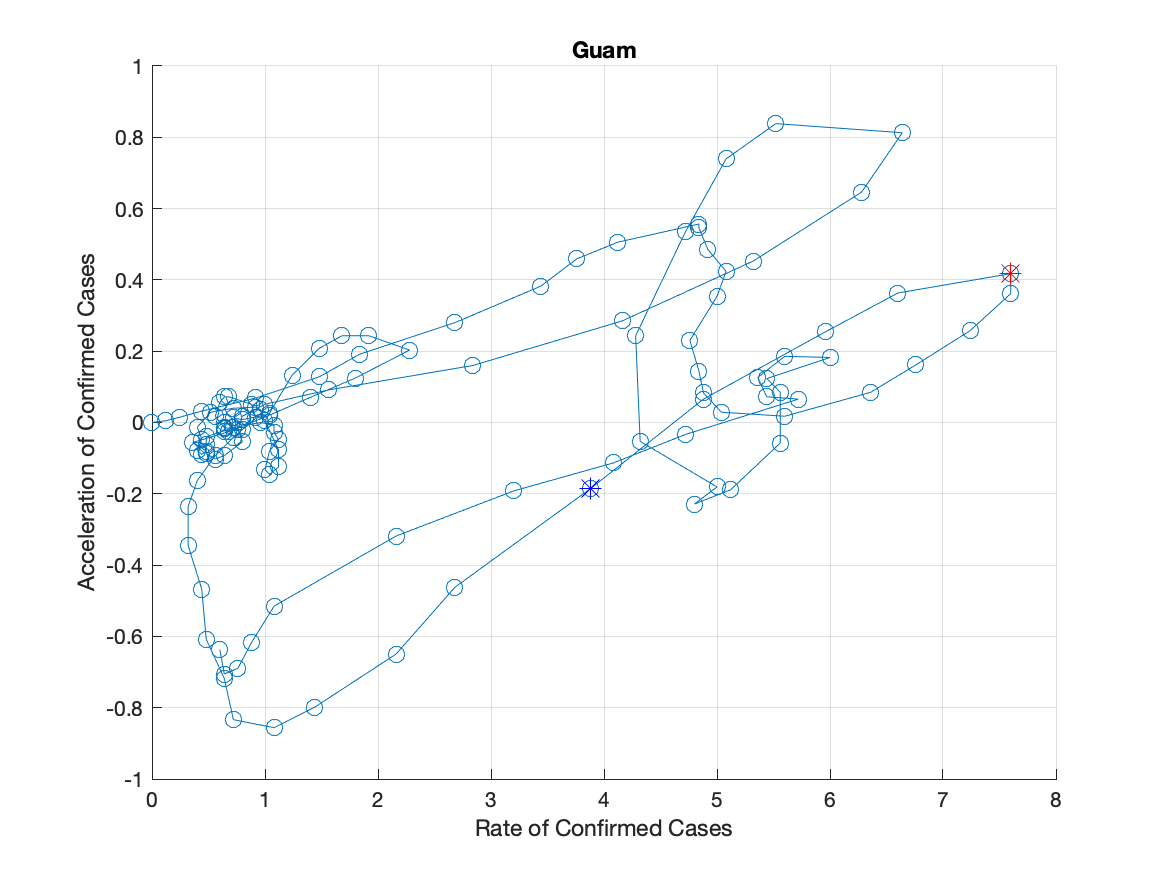 Guam
1
0.8
0.6
0.4
0.2
0
-0.2
-0.4
-0.6
-0.8
-1
Acceleration of Confirmed Cases
0 1 2 3 4 5 6 7 8
Rate of Confirmed Cases